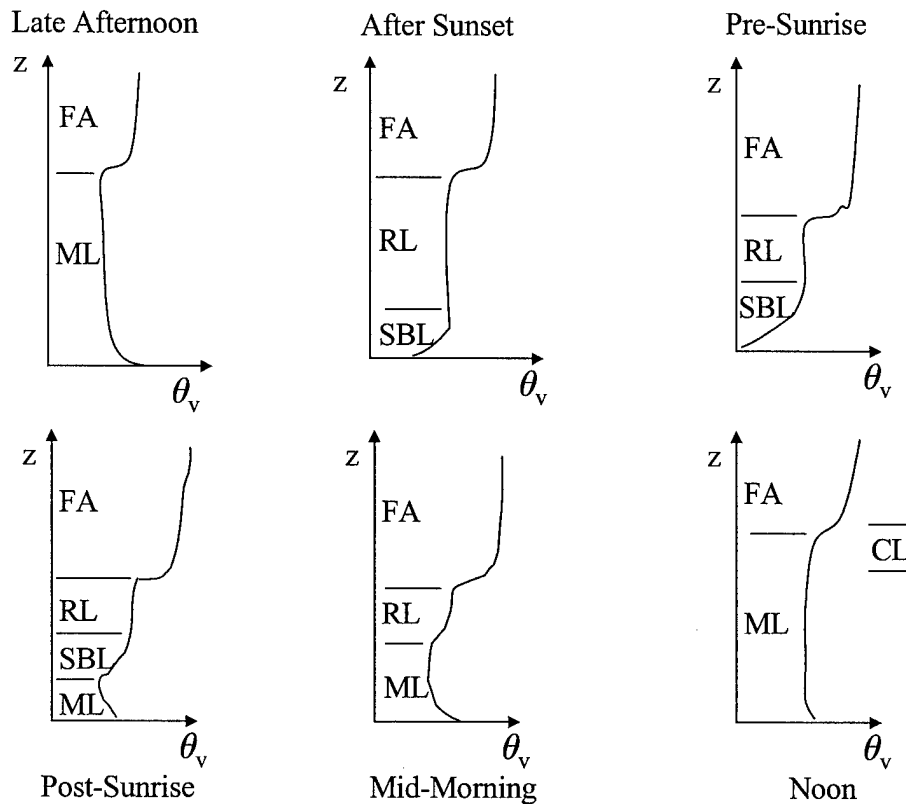 Late Afternoon
z
FA
ML
θv
After Sunset
z
FA
RL
SBL
θv
Pre-Sunrise
z
FA
RL
SBL
θv
z
FA
RL
SBL
ML
θv
Post-Sunrise
z
FA
RL
ML
θv
Mid-Morning
z
FA
ML
CL
θv
Noon